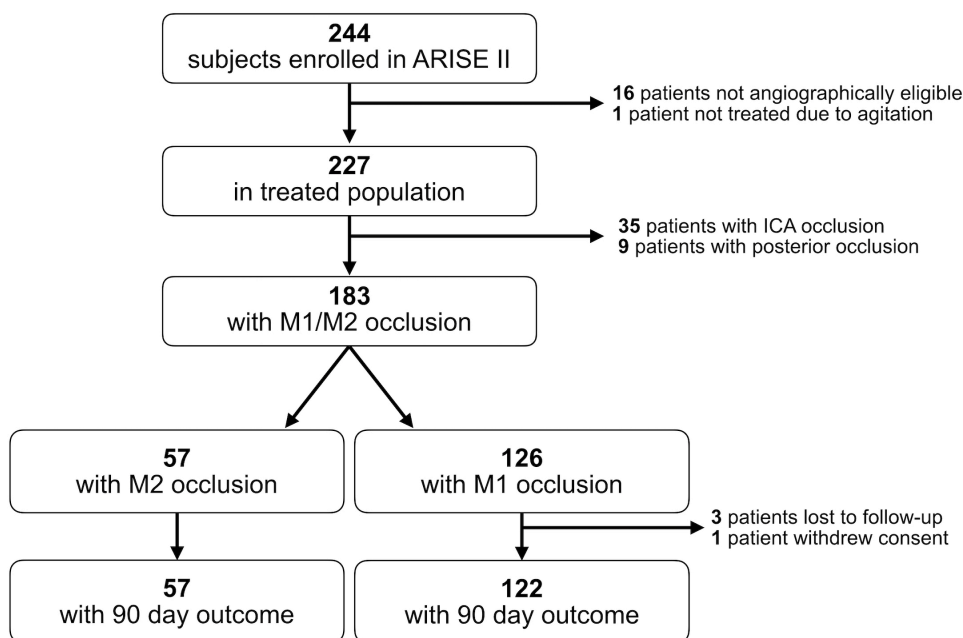 244
subjects enrolled in ARISE II
16 patients not angiographically eligible
1 patient not treated due to agitation
227
in treated population
35 patients with ICA occlusion
9 patients with posterior occlusion
183
with M1/M2 occlusion
57
with M2 occlusion
126
with M1 occlusion
3 patients lost to follow-up
1 patient withdrew consent
57
with 90 day outcome
122
with 90 day outcome